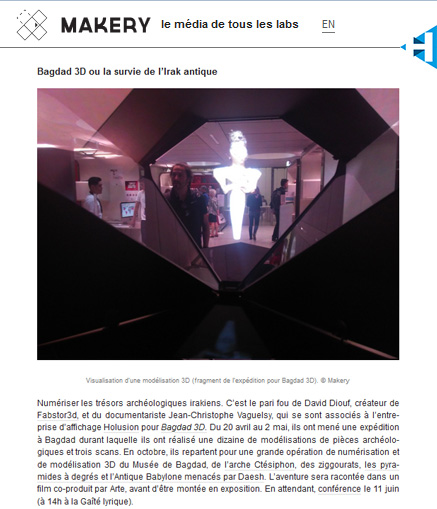 MAKERY le média de tous les labs EN
Bagdad 3D ou la survie de l'Irak antique
Visualisation d'une modélisation 3D (fragment de l'expédition pour Bagdad 3D). © Makery
Numériser les trésors archéologiques irakiens. C'est le pari fou de David Diouf, créateur de
Fabstor3d, et du documentariste Jean-Christophe Vaguelsy, qui se sont associés à l'entre-
prise d'affichage Holusion pour Bagdad 3D. Du 20 avril au 2 mai, ils ont mené une expédition
à Bagdad durant laquelle ils ont réalisé une dizaine de modélisations de pièces archéolo-
giques et trois scans. En octobre, ils repartent pour une grande opération de numérisation et
de modélisation 3D du Musée de Bagdad, de l'arche Ctésiphon, des ziggourats, les pyra-
mides à degrés et l'Antique Babylone menacés par Daesh. L'aventure sera racontée dans un
film co-produit par Arte, avant d'être montée en exposition. En attendant, conférence le 11 juin
(à 14h à la Gaîté lyrique).